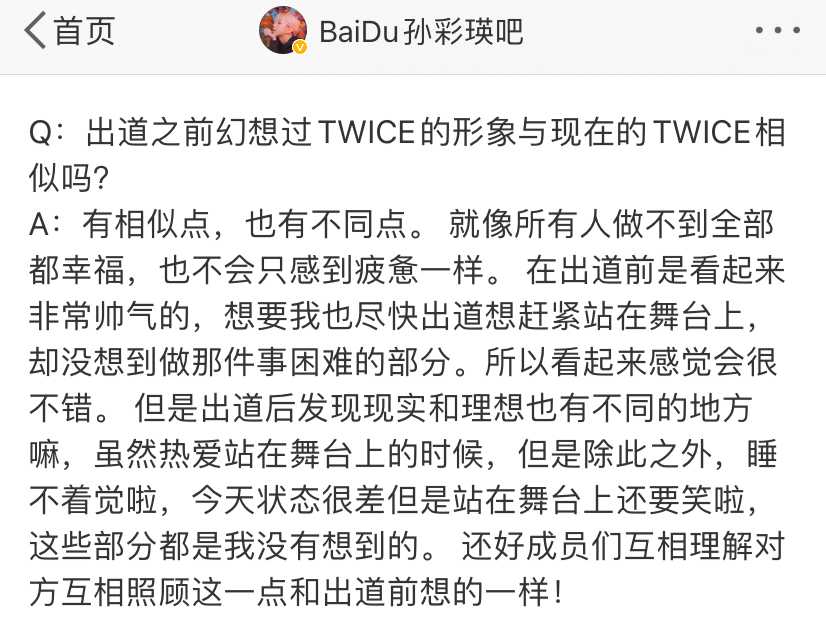 首页
BaiDu孙彩瑛吧
Q：出道之前幻想过TWICE的形象与现在的TWICE相
似吗?
A：有相似点，也有不同点。 就像所有人做不到全部
都幸福，也不会只感到疲惫一样。 在出道前是看起来
非常帅气的，想要我也尽快出道想赶紧站在舞台上，
却没想到做那件事困难的部分。所以看起来感觉会很
不错。 但是出道后发现现实和理想也有不同的地方
嘛，虽然热爱站在舞台上的时候，但是除此之外，睡
不着觉啦，今天状态很差但是站在舞台上还要笑啦，
这些部分都是我没有想到的。 还好成员们互相理解对
方互相照顾这一点和出道前想的一样！